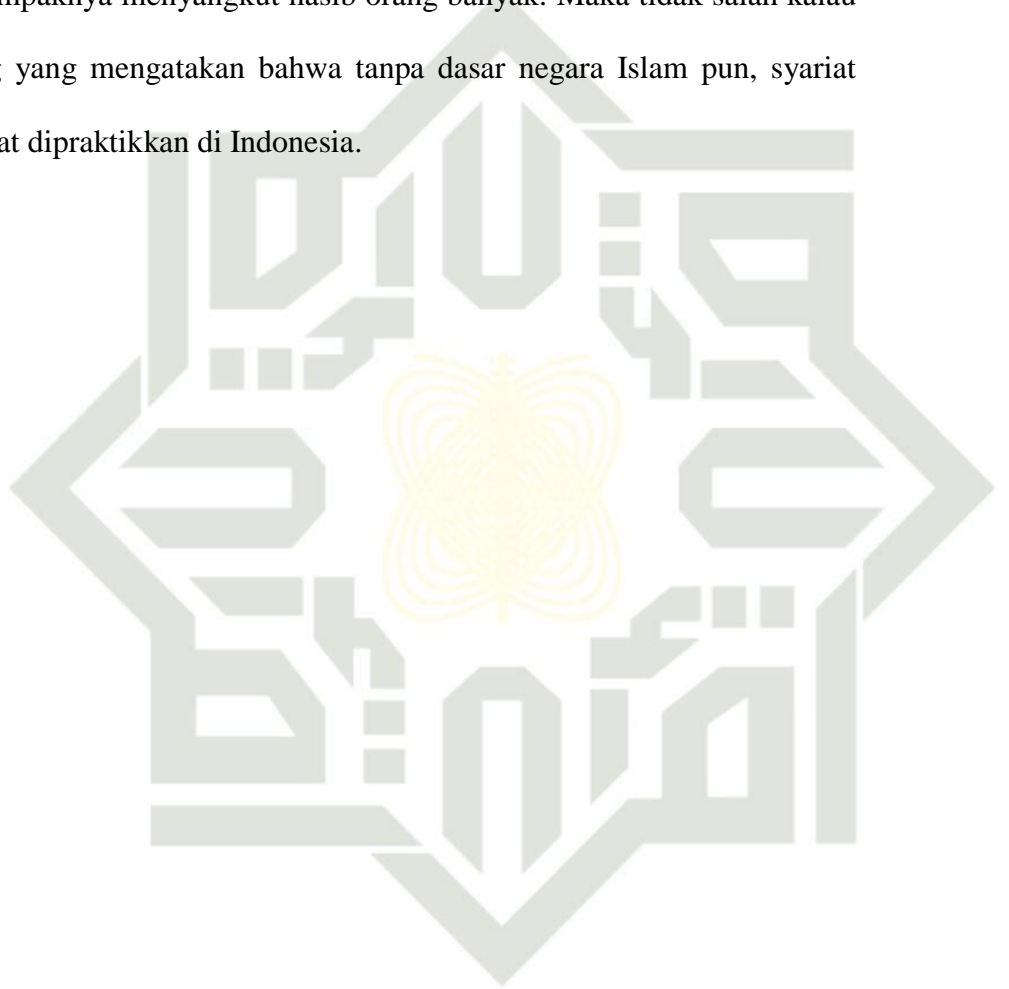 menyangkut nasib orang banyak. Maka tidak salah kalau
yang mengatakan bahwa tanpa dasar negara Islam pun, syariat
dipraktikkan di Indonesia.